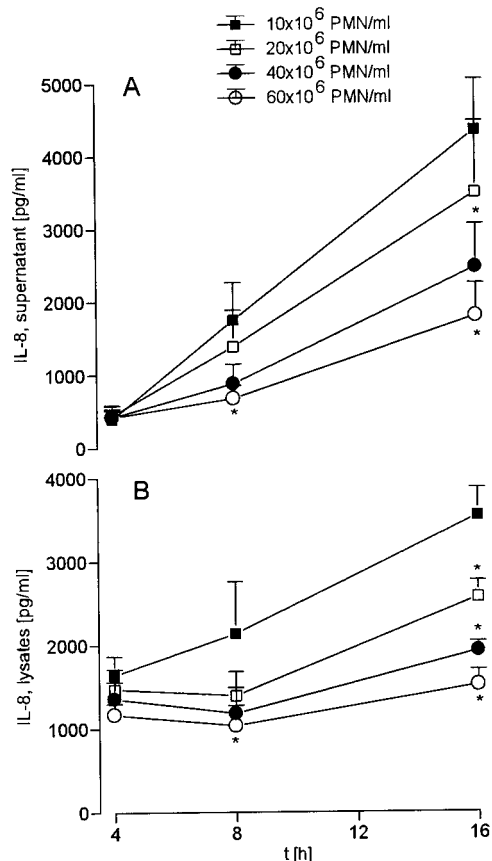 10x10⁶ PMN/ml
20x10⁶ PMN/ml
40x10⁶ PMN/ml
60x10⁶ PMN/ml
A
IL-8, supernatant [pg/ml]
5000
4000
3000
2000
1000
0
*
*
*
B
IL-8, lysates [pg/ml]
4000
3000
2000
1000
0
*
*
*
*
4
8
12
16
t [h]